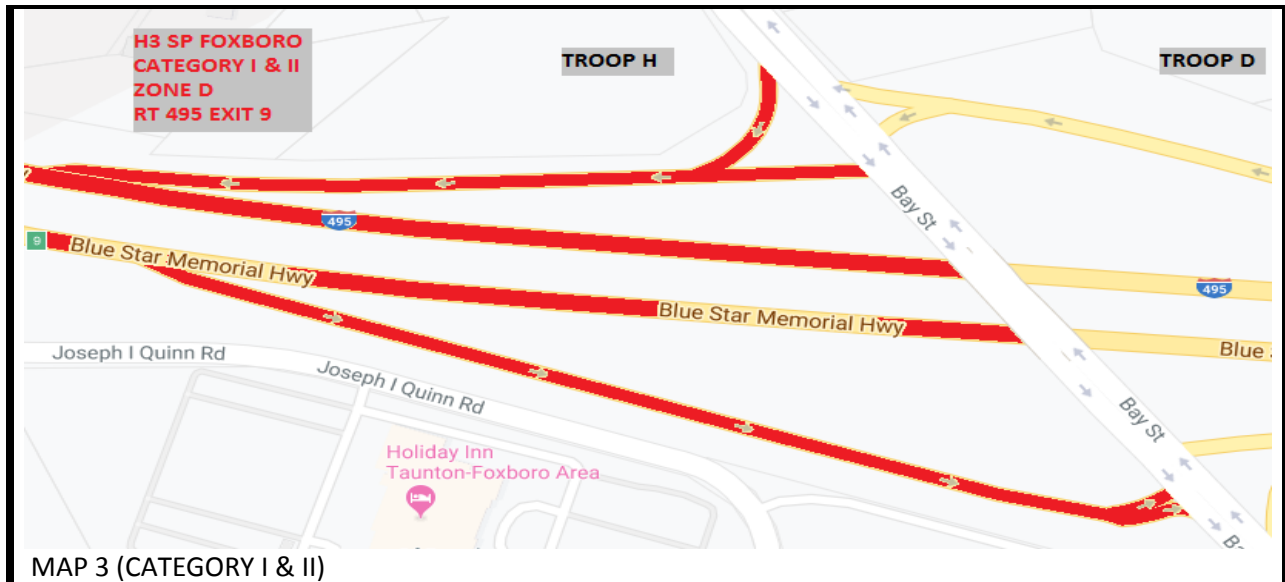 H3 SP FOXBORO
CATEGORY I & II
ZONE D
RT 495 EXIT 9
TROOP H
TROOP D
Bay St
495
495
9
Blue Star Memorial Hwy
Blue Star Memorial Hwy
Blue
Joseph I Quinn Rd
Joseph I Quinn Rd
Bay St
Holiday Inn
Taunton-Foxboro Area
MAP 3 (CATEGORY I & II)